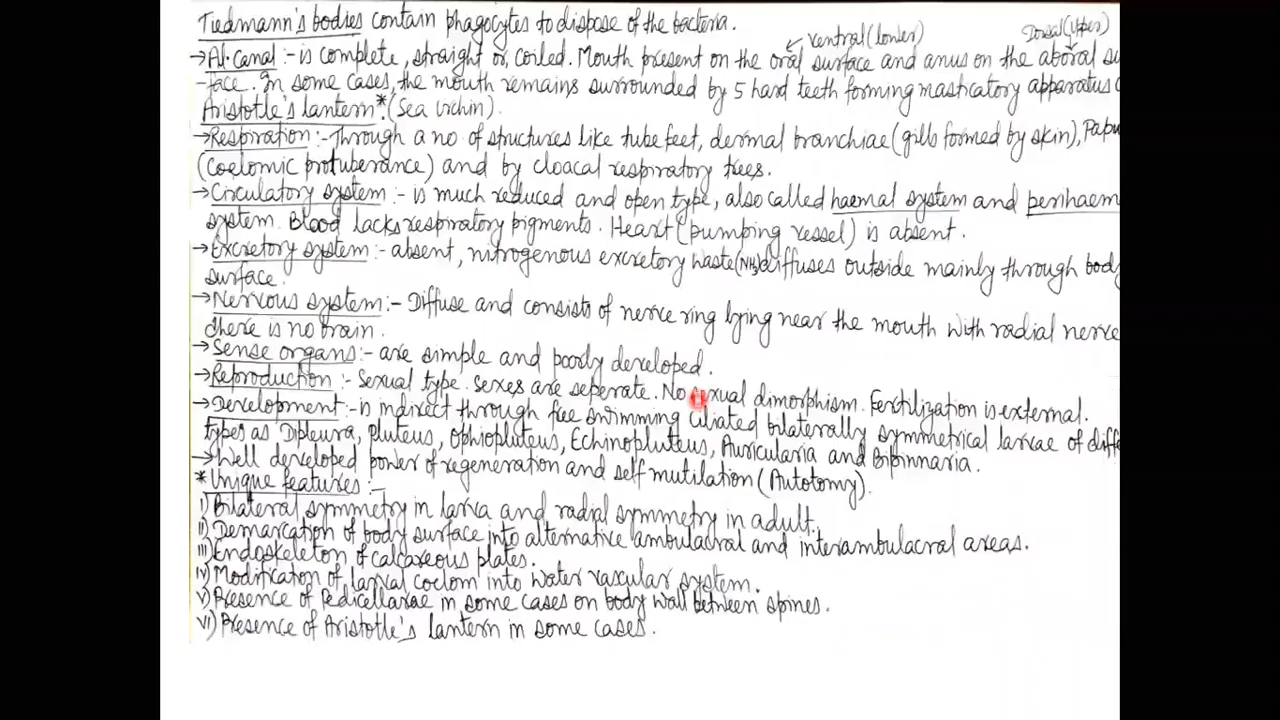 Tiedmann's bodies contain phagocytes to dispose of the bacteria.
ventral (lower)
Dorsal (Upper)
→ Al. Canal :- is complete, straight or coiled. Mouth present on the oral surface and anus on the aboral su
-face. In some cases, the mouth remains surrounded by 5 hard teeth forming masticatory apparatus
Aristotle's lantern*. (Sea Urchin).
→ Respiration :- Through a no of structures like tube feet, dermal branchiae (gills formed by skin), Papu
(coelomic protuberance) and by cloacal respiratory trees.
→ Circulatory system :- is much reduced and open type, also called haemal system and perihaem
system. Blood lacks respiratory pigments. Heart (pumping vessel) is absent.
→ Excretory system :- absent, nitrogenous excretory waste (NH3) diffuses outside mainly through body
surface.
→ Nervous system :- Diffuse and consists of nerve ring lying near the mouth with radial nerve
there is no brain.
→ Sense organs :- are simple and poorly developed.
→ Reproduction :- Sexual type. Sexes are seperate. No sexual dimorphism. Fertilization is external.
→ Development :- is indirect through free swimming ciliated bilaterally symmetrical larvae of diff
types as Dipleura, Pluteus, Ophiopluteus, Echinopluteus, Auricularia and Bipinnaria.
→ Well developed power of regeneration and self mutilation (Autotomy).
* Unique features :-
i) Bilateral symmetry in larva and radial symmetry in adult.
ii) Demarcation of body surface into alternative ambulacral and interambulacral areas.
iii) Endoskeleton of calcareous plates.
iv) Modification of larval coelom into water vascular system.
v) Presence of Pedicellarae in some cases on body wall between spines.
vi) Presence of Aristotle's lantern in some cases.